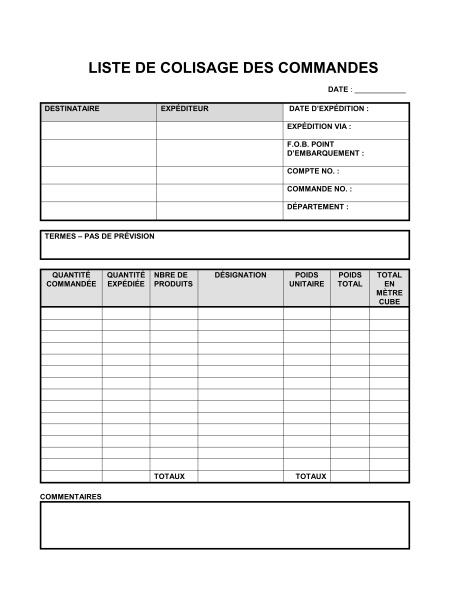 LISTE DE COLISAGE DES COMMANDES
DATE : ____________
DESTINATAIRE EXPÉDITEUR DATE D'EXPÉDITION :
EXPÉDITION VIA :
F.O.B. POINT
D'EMBARQUEMENT :
COMPTE NO. :
COMMANDE NO. :
DÉPARTEMENT :
TERMES – PAS DE PRÉVISION
QUANTITÉ COMMANDÉE QUANTITÉ EXPÉDIÉE NBRE DE PRODUITS DÉSIGNATION POIDS UNITAIRE POIDS TOTAL TOTAL EN MÈTRE CUBE
TOTAUX TOTAUX
COMMENTAIRES